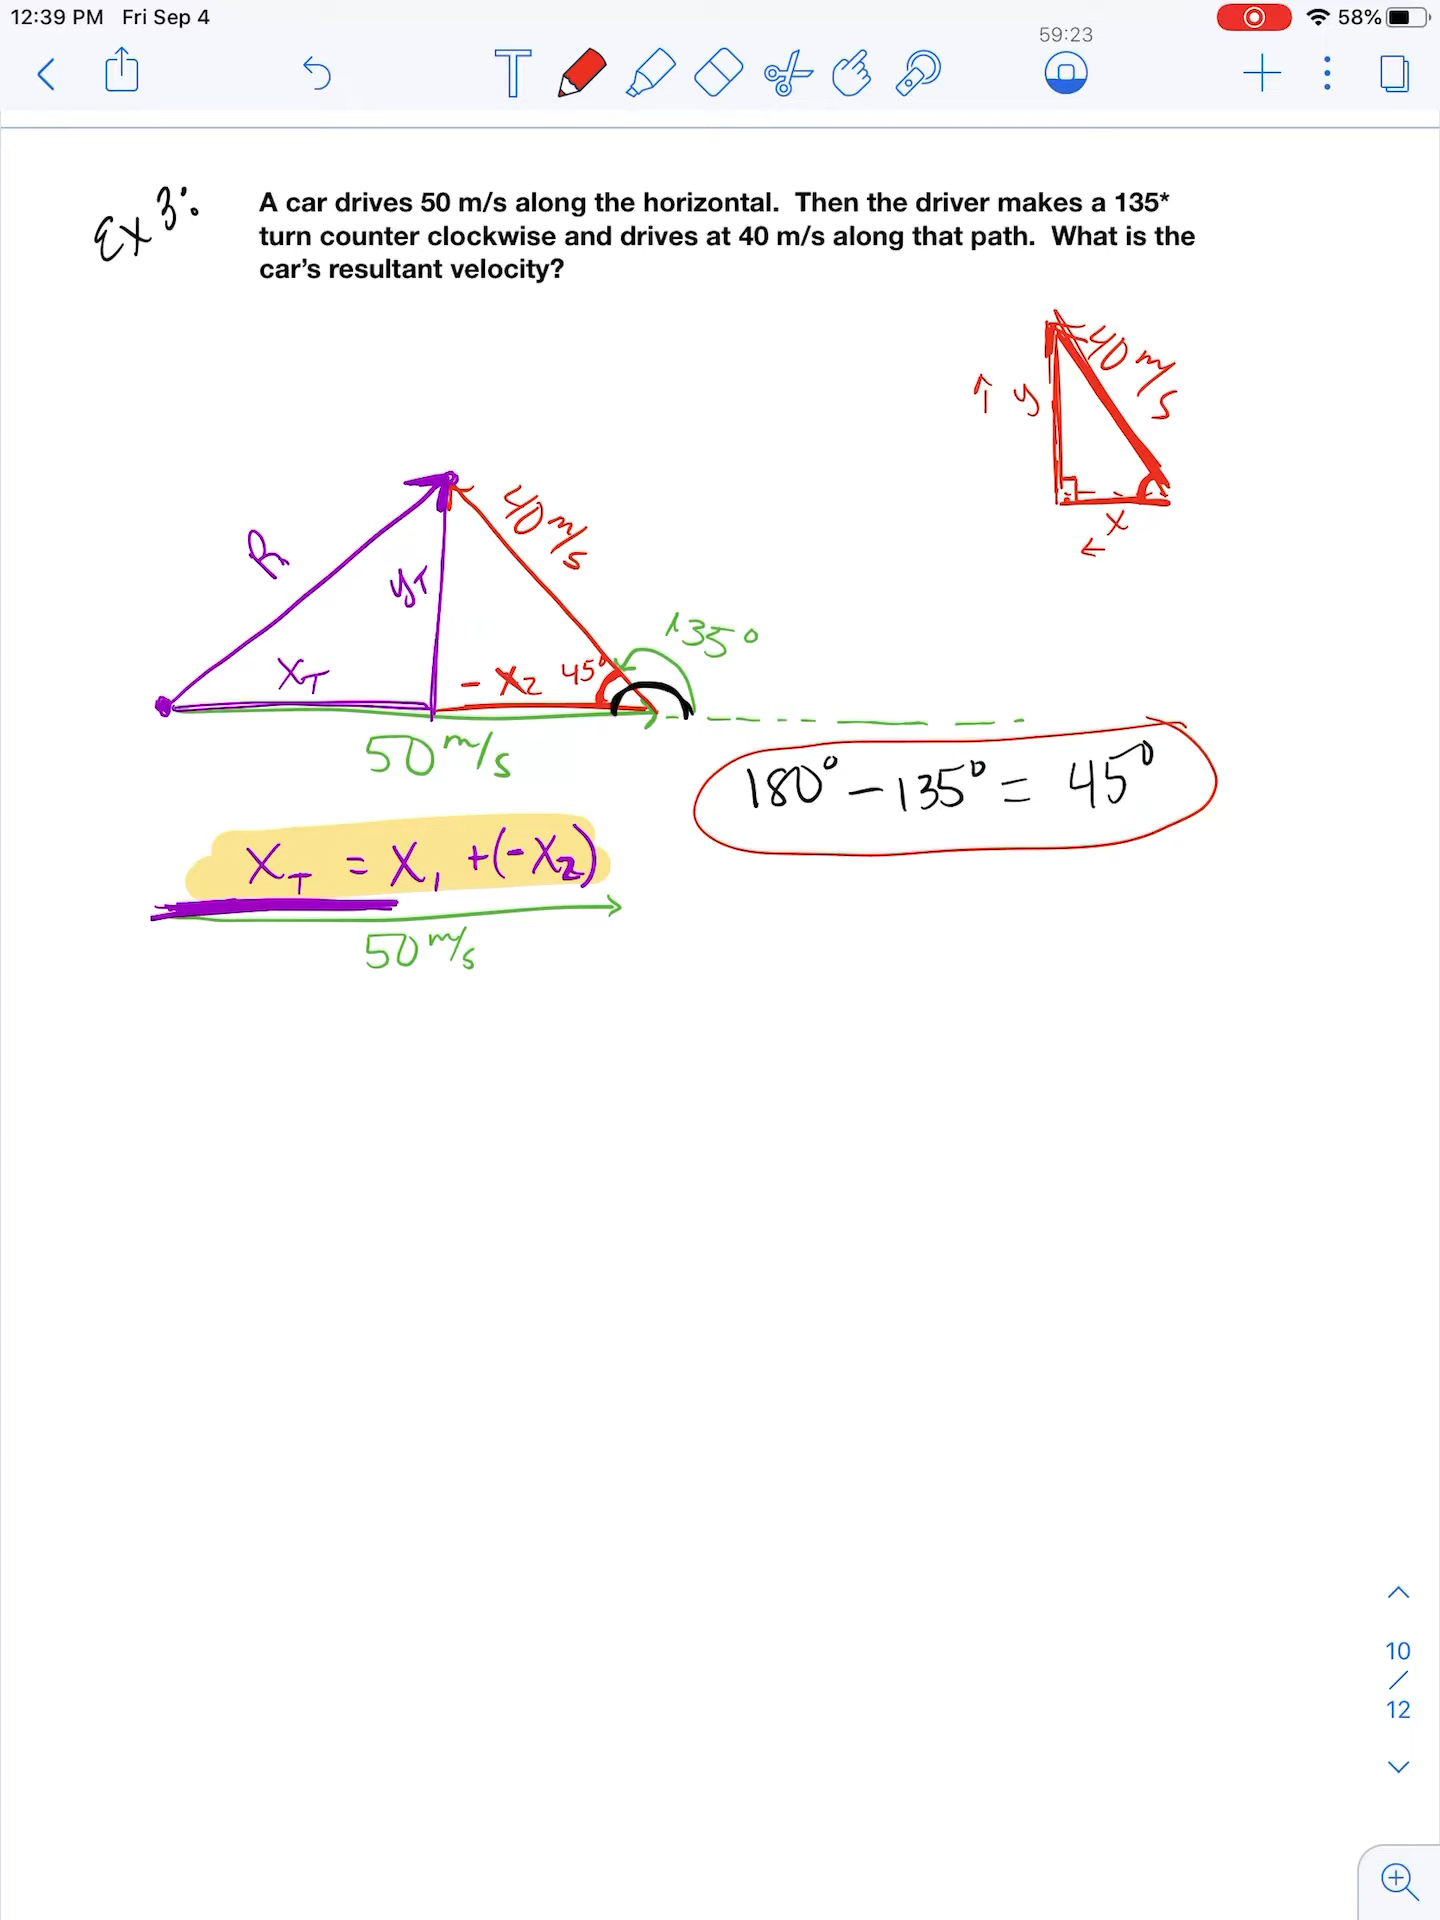 12:39 PM Fri Sep 4
58%
59:23
Ex 3:
A car drives 50 m/s along the horizontal. Then the driver makes a 135*
turn counter clockwise and drives at 40 m/s along that path. What is the
car's resultant velocity?
40 m/s
↑ y
x
←
40 m/s
R
yT
135°
xT
- x2
45°
50 m/s
180° - 135° = 45°
xT = x1 + (-x2)
50 m/s
10
/
12